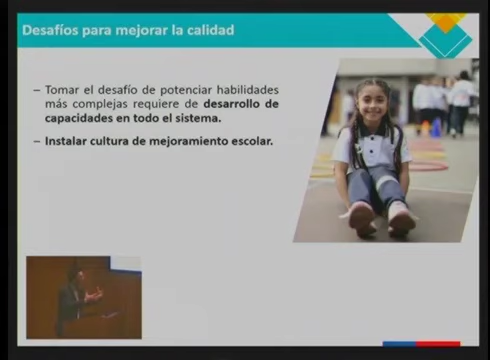 Desafíos para mejorar la calidad
– Tomar el desafío de potenciar habilidades
más complejas requiere de desarrollo de
capacidades en todo el sistema.
– Instalar cultura de mejoramiento escolar.